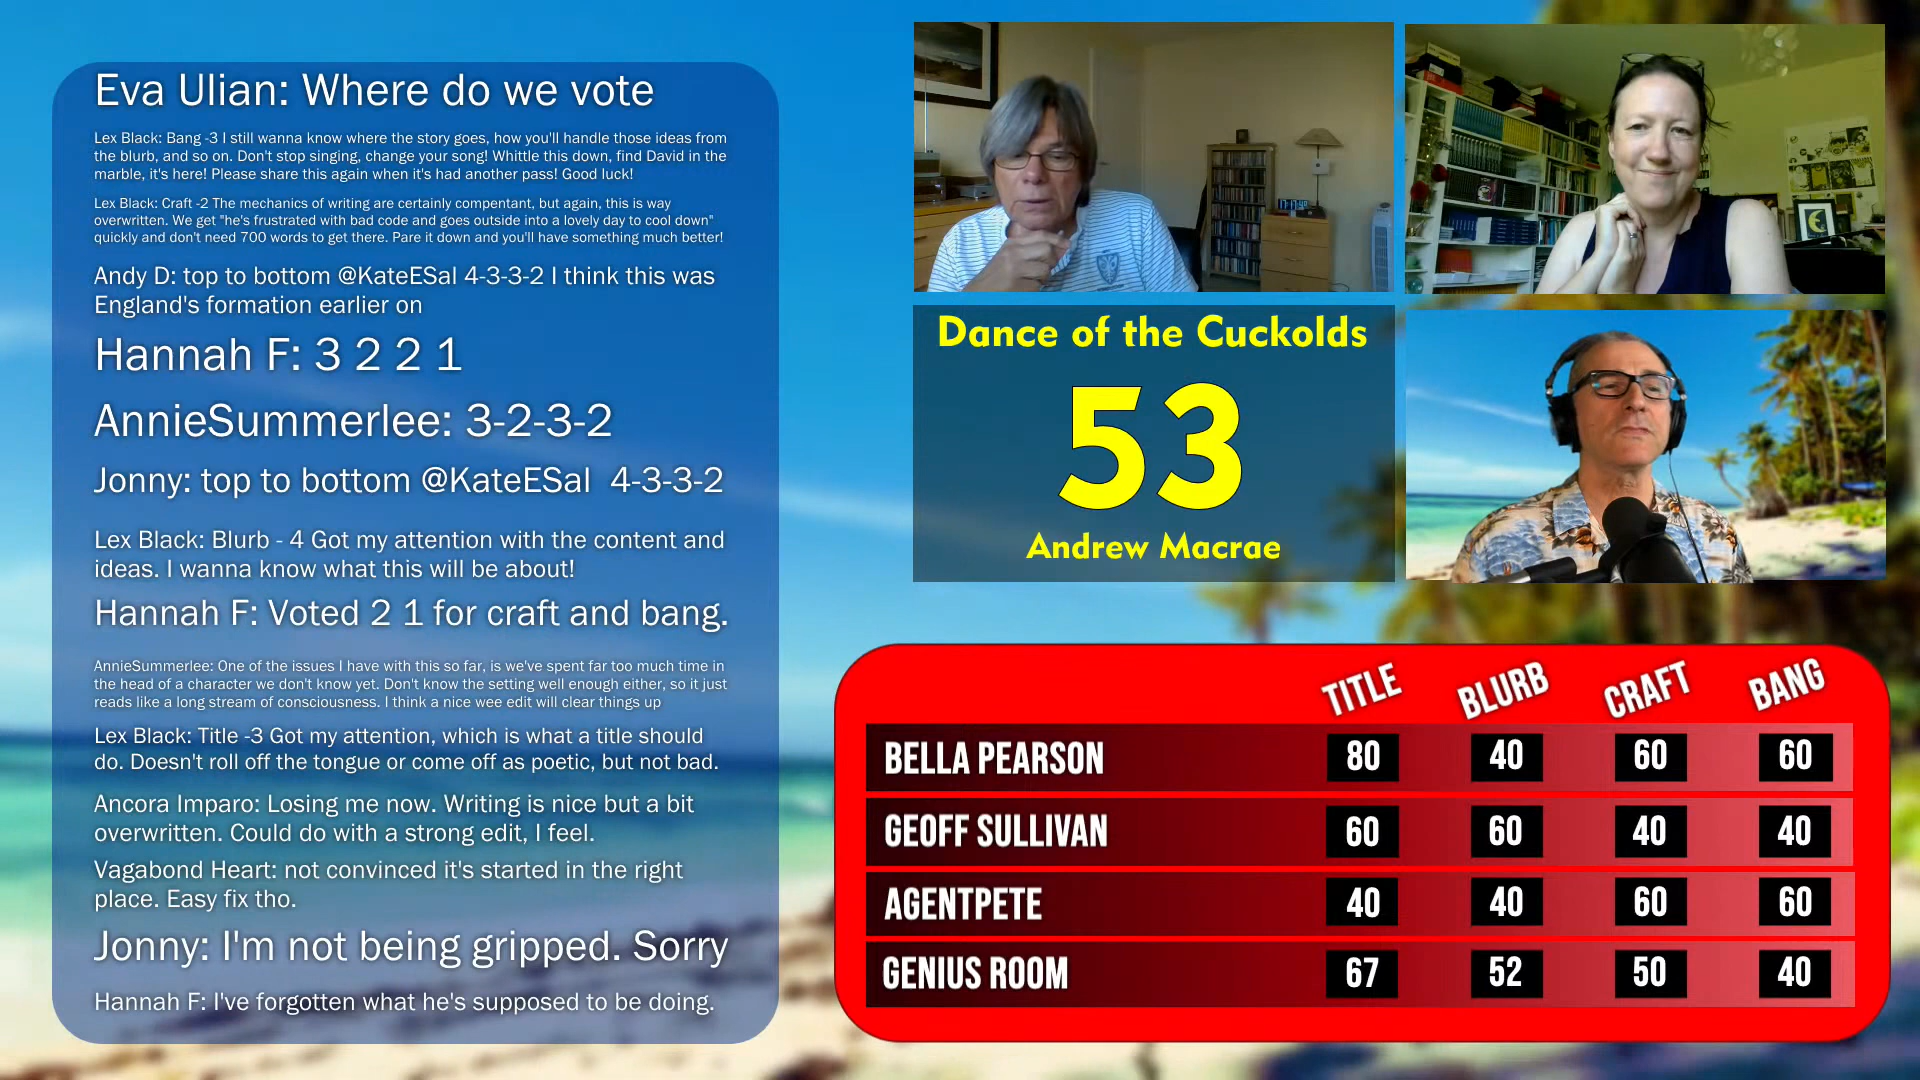 Eva Ulian: Where do we vote
Lex Black: Bang -3 I still wanna know where the story goes, how you'll handle those ideas from
the blurb, and so on. Don't stop singing, change your song! Whittle this down, find David in the
marble, it's here! Please share this again when it's had another pass! Good luck!
Lex Black: Craft -2 The mechanics of writing are certainly compentant, but again, this is way
overwritten. We get "he's frustrated with bad code and goes outside into a lovely day to cool down"
quickly and don't need 700 words to get there. Pare it down and you'll have something much better!
Andy D: top to bottom @KateESal 4-3-3-2 I think this was
England's formation earlier on
Hannah F: 3 2 2 1
AnnieSummerlee: 3-2-3-2
Jonny: top to bottom @KateESal 4-3-3-2
Lex Black: Blurb - 4 Got my attention with the content and
ideas. I wanna know what this will be about!
Hannah F: Voted 2 1 for craft and bang.
AnnieSummerlee: One of the issues I have with this so far, is we've spent far too much time in
the head of a character we don't know yet. Don't know the setting well enough either, so it just
reads like a long stream of consciousness. I think a nice wee edit will clear things up
Lex Black: Title -3 Got my attention, which is what a title should
do. Doesn't roll off the tongue or come off as poetic, but not bad.
Ancora Imparo: Losing me now. Writing is nice but a bit
overwritten. Could do with a strong edit, I feel.
Vagabond Heart: not convinced it's started in the right
place. Easy fix tho.
Jonny: I'm not being gripped. Sorry
Hannah F: I've forgotten what he's supposed to be doing.
Dance of the Cuckolds
53
Andrew Macrae
TITLE BLURB CRAFT BANG
BELLA PEARSON 80 40 60 60
GEOFF SULLIVAN 60 60 40 40
AGENTPETE 40 40 60 60
GENIUS ROOM 67 52 50 40